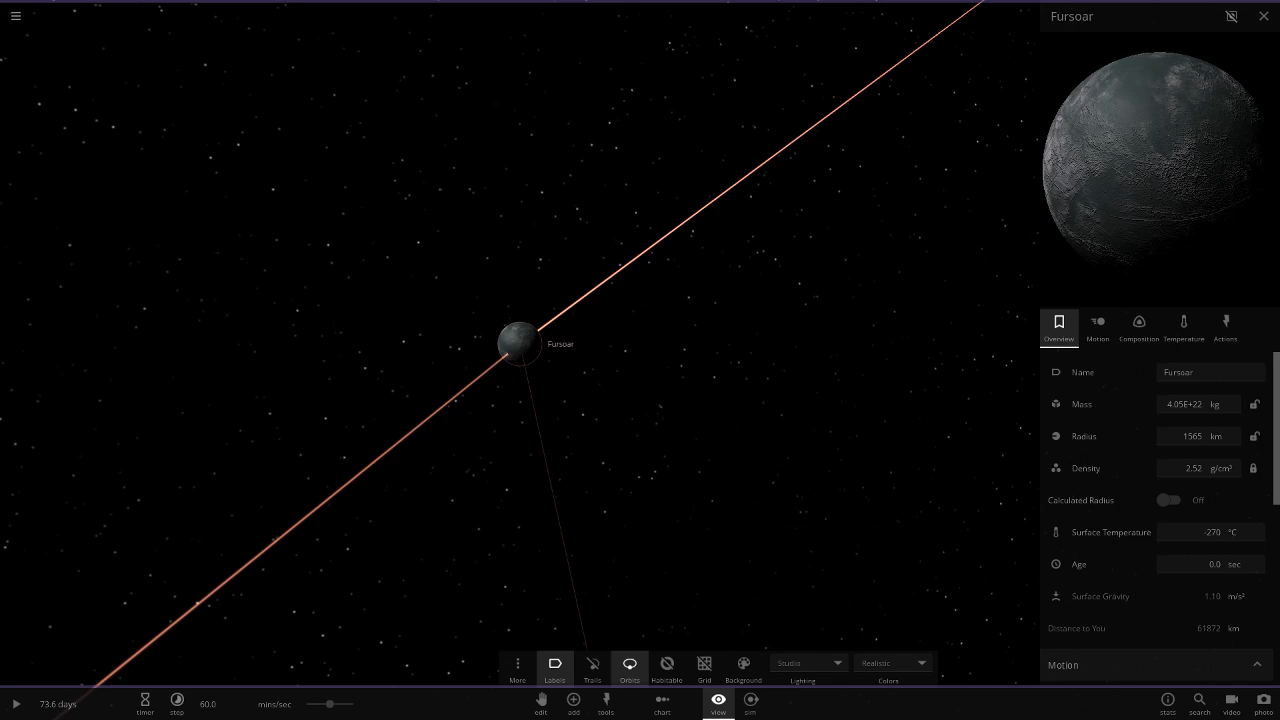 Fursoar
Fursoar
Overview Motion Composition Temperature Actions
Name Fursoar
Mass 4.05E+22 kg
Radius 1565 km
Density 2.52 g/cm³
Calculated Radius Off
Surface Temperature -270 °C
Age 0.0 sec
Surface Gravity 1.10 m/s²
Distance to You 61872 km
Motion
More Labels Trails Orbits Habitable Grid Background Studio Lighting Realistic Colors
73.6 days timer step 60.0 mins/sec edit add tools chart view sim stats search video photo